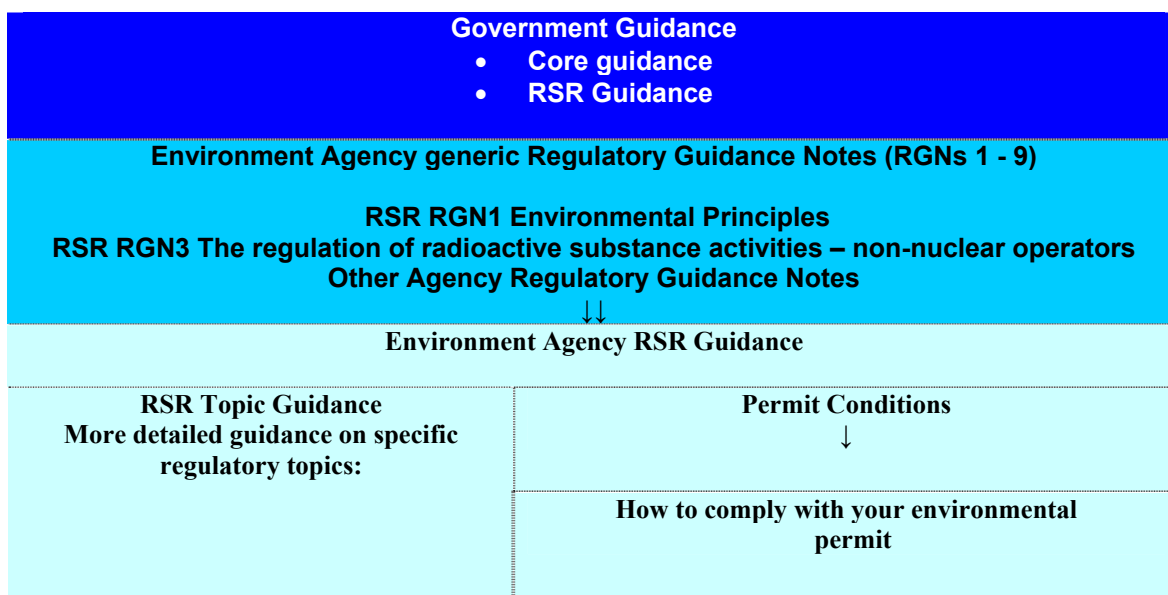 Government Guidance
• Core guidance
• RSR Guidance
Environment Agency generic Regulatory Guidance Notes (RGNs 1 - 9)
RSR RGN1 Environmental Principles
RSR RGN3 The regulation of radioactive substance activities – non-nuclear operators
Other Agency Regulatory Guidance Notes
↓↓
Environment Agency RSR Guidance
RSR Topic Guidance
More detailed guidance on specific
regulatory topics:
Permit Conditions
↓
How to comply with your environmental
permit